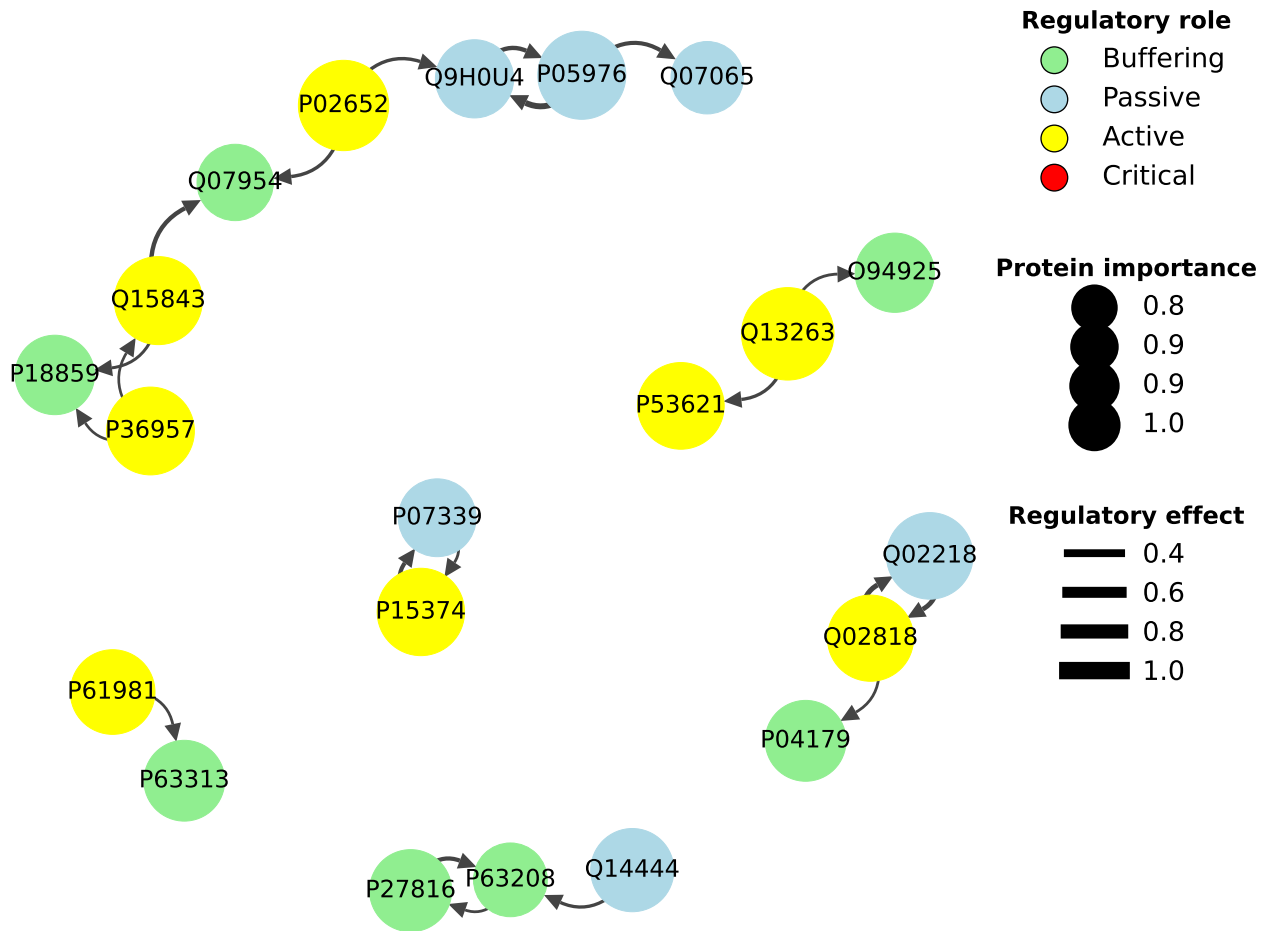 Regulatory role
Buffering
Passive
Active
Critical
Protein importance
0.8
0.9
0.9
1.0
Regulatory effect
0.4
0.6
0.8
1.0
Q9H0U4
P05976
Q07065
P02652
Q07954
Q15843
P18859
P36957
O94925
Q13263
P53621
P07339
P15374
Q02218
Q02818
P04179
P61981
P63313
P27816
P63208
Q14444